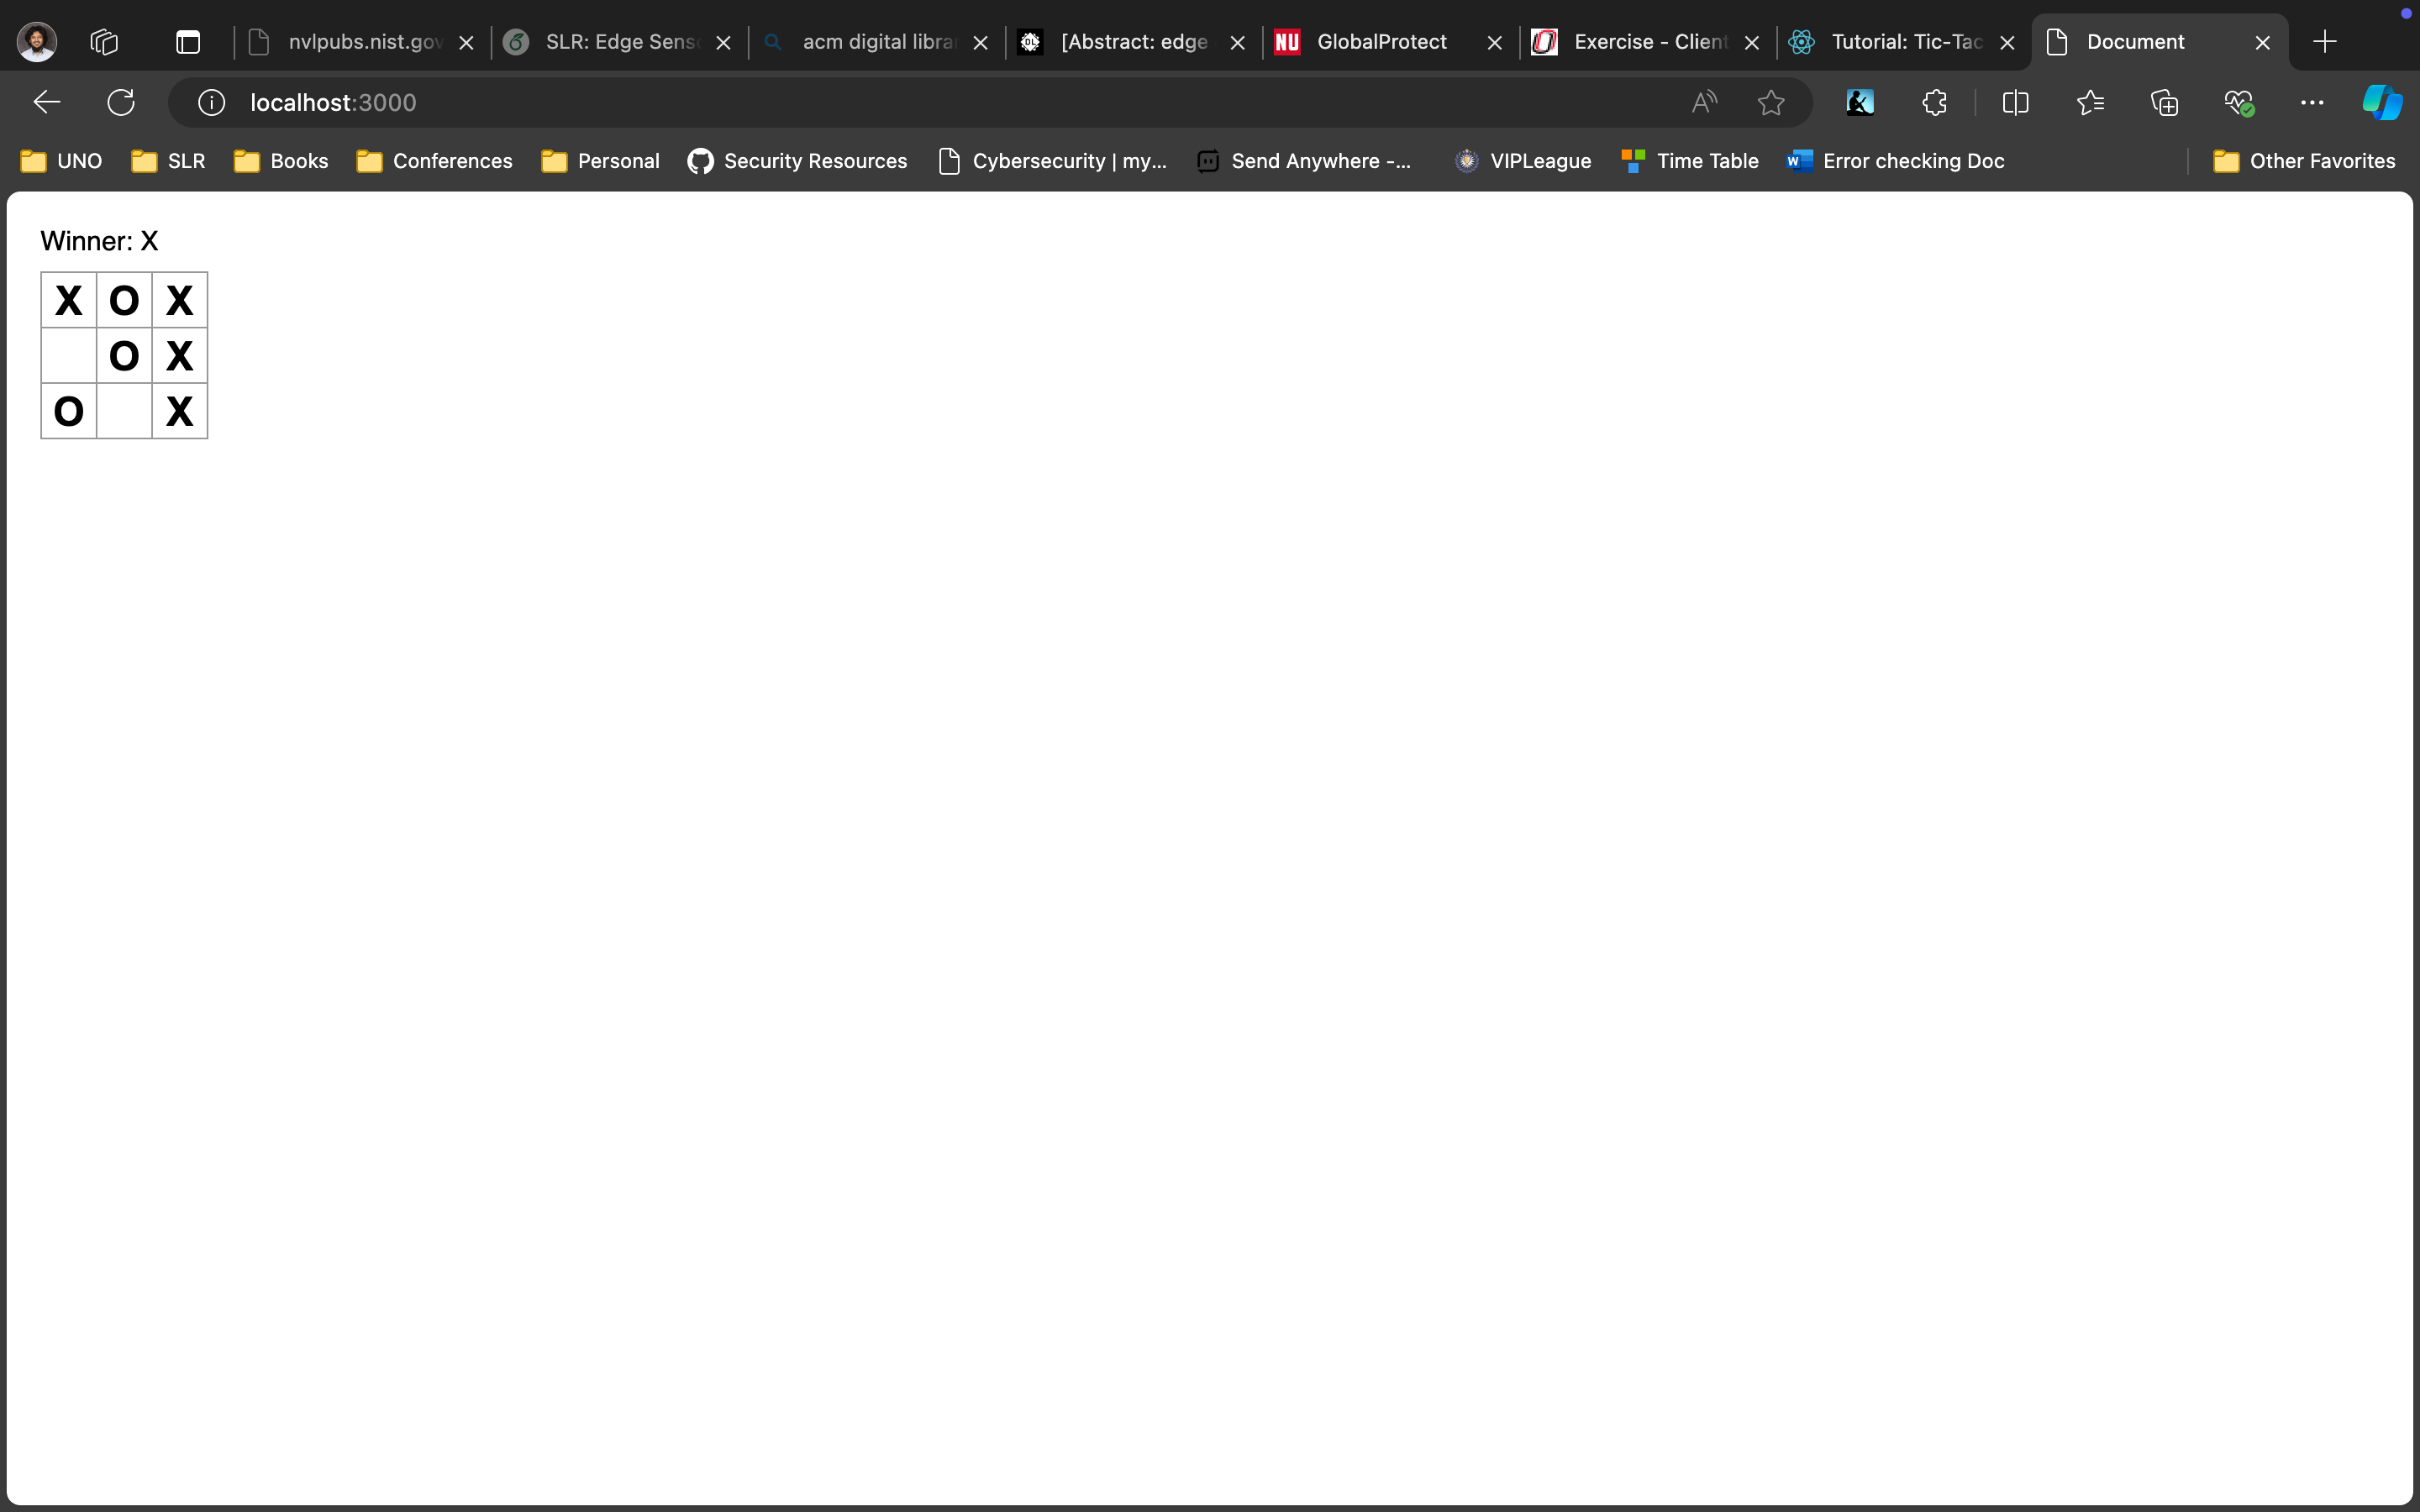 nvlpubs.nist.gov
SLR: Edge Sens
acm digital libra
[Abstract: edge
NU GlobalProtect
Exercise - Client
Tutorial: Tic-Tac
Document
localhost:3000
UNO
SLR
Books
Conferences
Personal
Security Resources
Cybersecurity | my...
Send Anywhere -...
VIPLeague
Time Table
Error checking Doc
Other Favorites
Winner: X
X O X
O X
O X